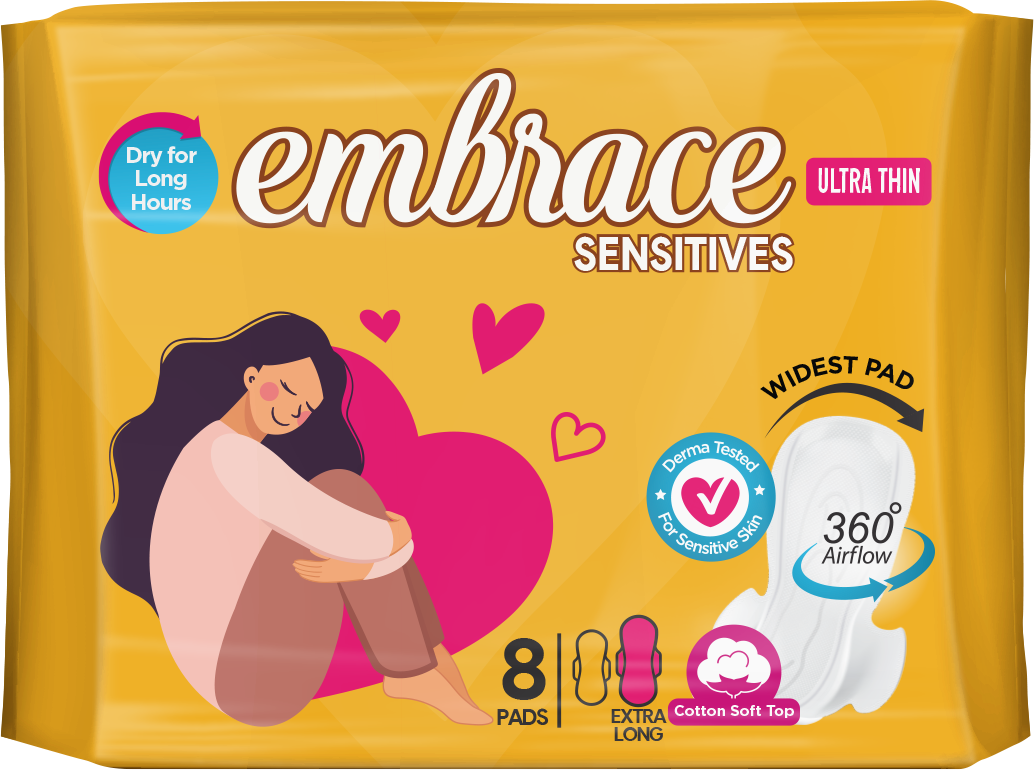 Dry for
Long
Hours
embrace
ULTRA THIN
SENSITIVES
WIDEST PAD
Derma Tested
For Sensitive Skin
360°
Airflow
8
PADS
EXTRA
LONG
Cotton Soft Top